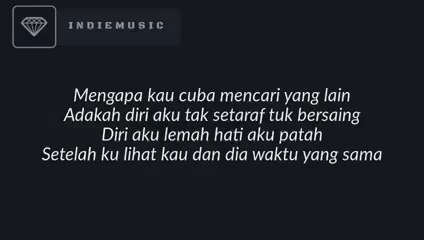 INDIEMUSIC
Mengapa kau cuba mencari yang lain
Adakah diri aku tak setaraf tuk bersaing
Diri aku lemah hati aku patah
Setelah ku lihat kau dan dia waktu yang sama